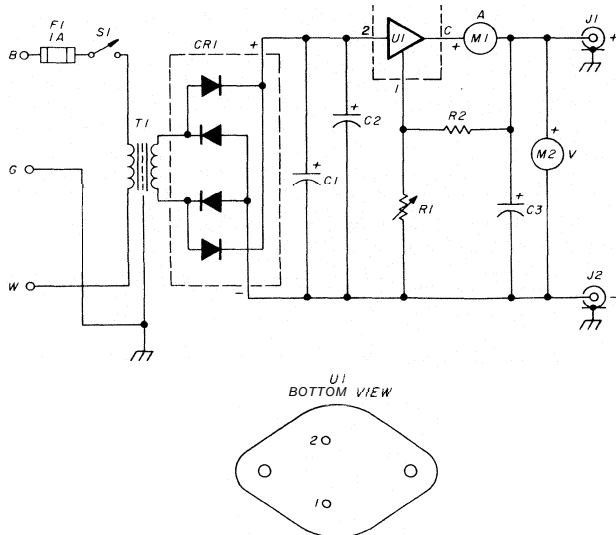 F1
1A
S1
B
CR1
+
2
U1
C
+
A
M1
J1
+
1
T1
G
+
C1
+
C2
R2
R1
+
M2
V
+
C3
W
-
J2
-
U1
BOTTOM VIEW
2
1